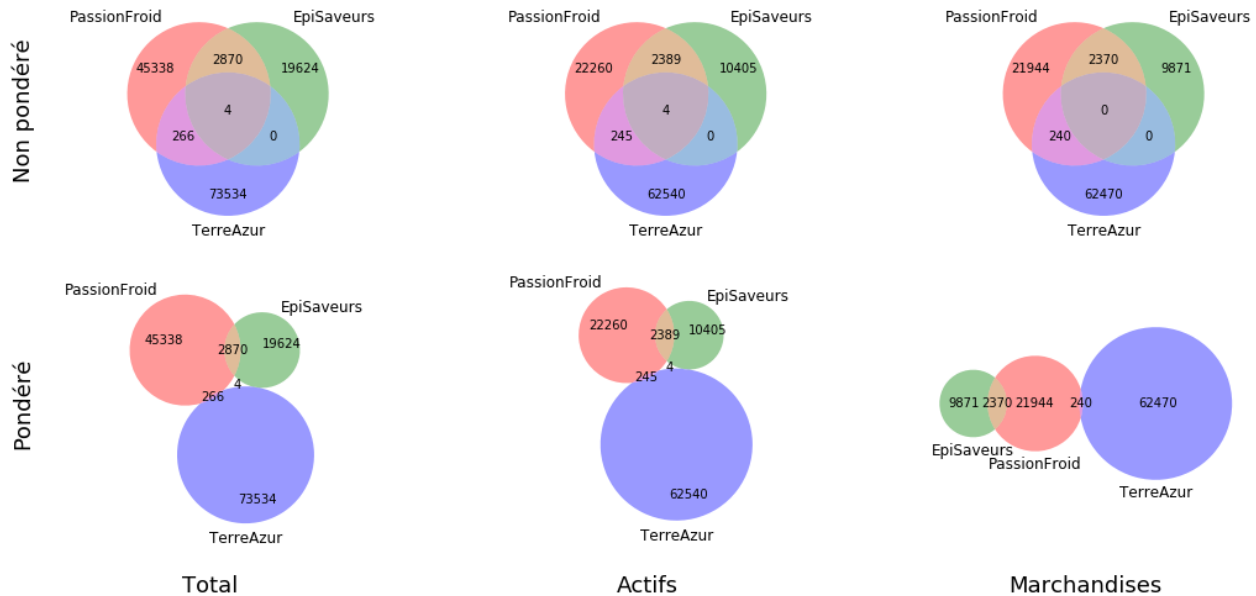 Non pondéré
PassionFroid
EpiSaveurs
45338
2870
19624
4
266
0
73534
TerreAzur
PassionFroid
EpiSaveurs
22260
2389
10405
4
245
0
62540
TerreAzur
PassionFroid
EpiSaveurs
21944
2370
9871
0
240
0
62470
TerreAzur
Pondéré
PassionFroid
EpiSaveurs
45338
2870
19624
4
266
73534
TerreAzur
PassionFroid
EpiSaveurs
22260
2389
10405
4
245
62540
TerreAzur
9871
2370
21944
240
62470
EpiSaveurs
PassionFroid
TerreAzur
Total
Actifs
Marchandises